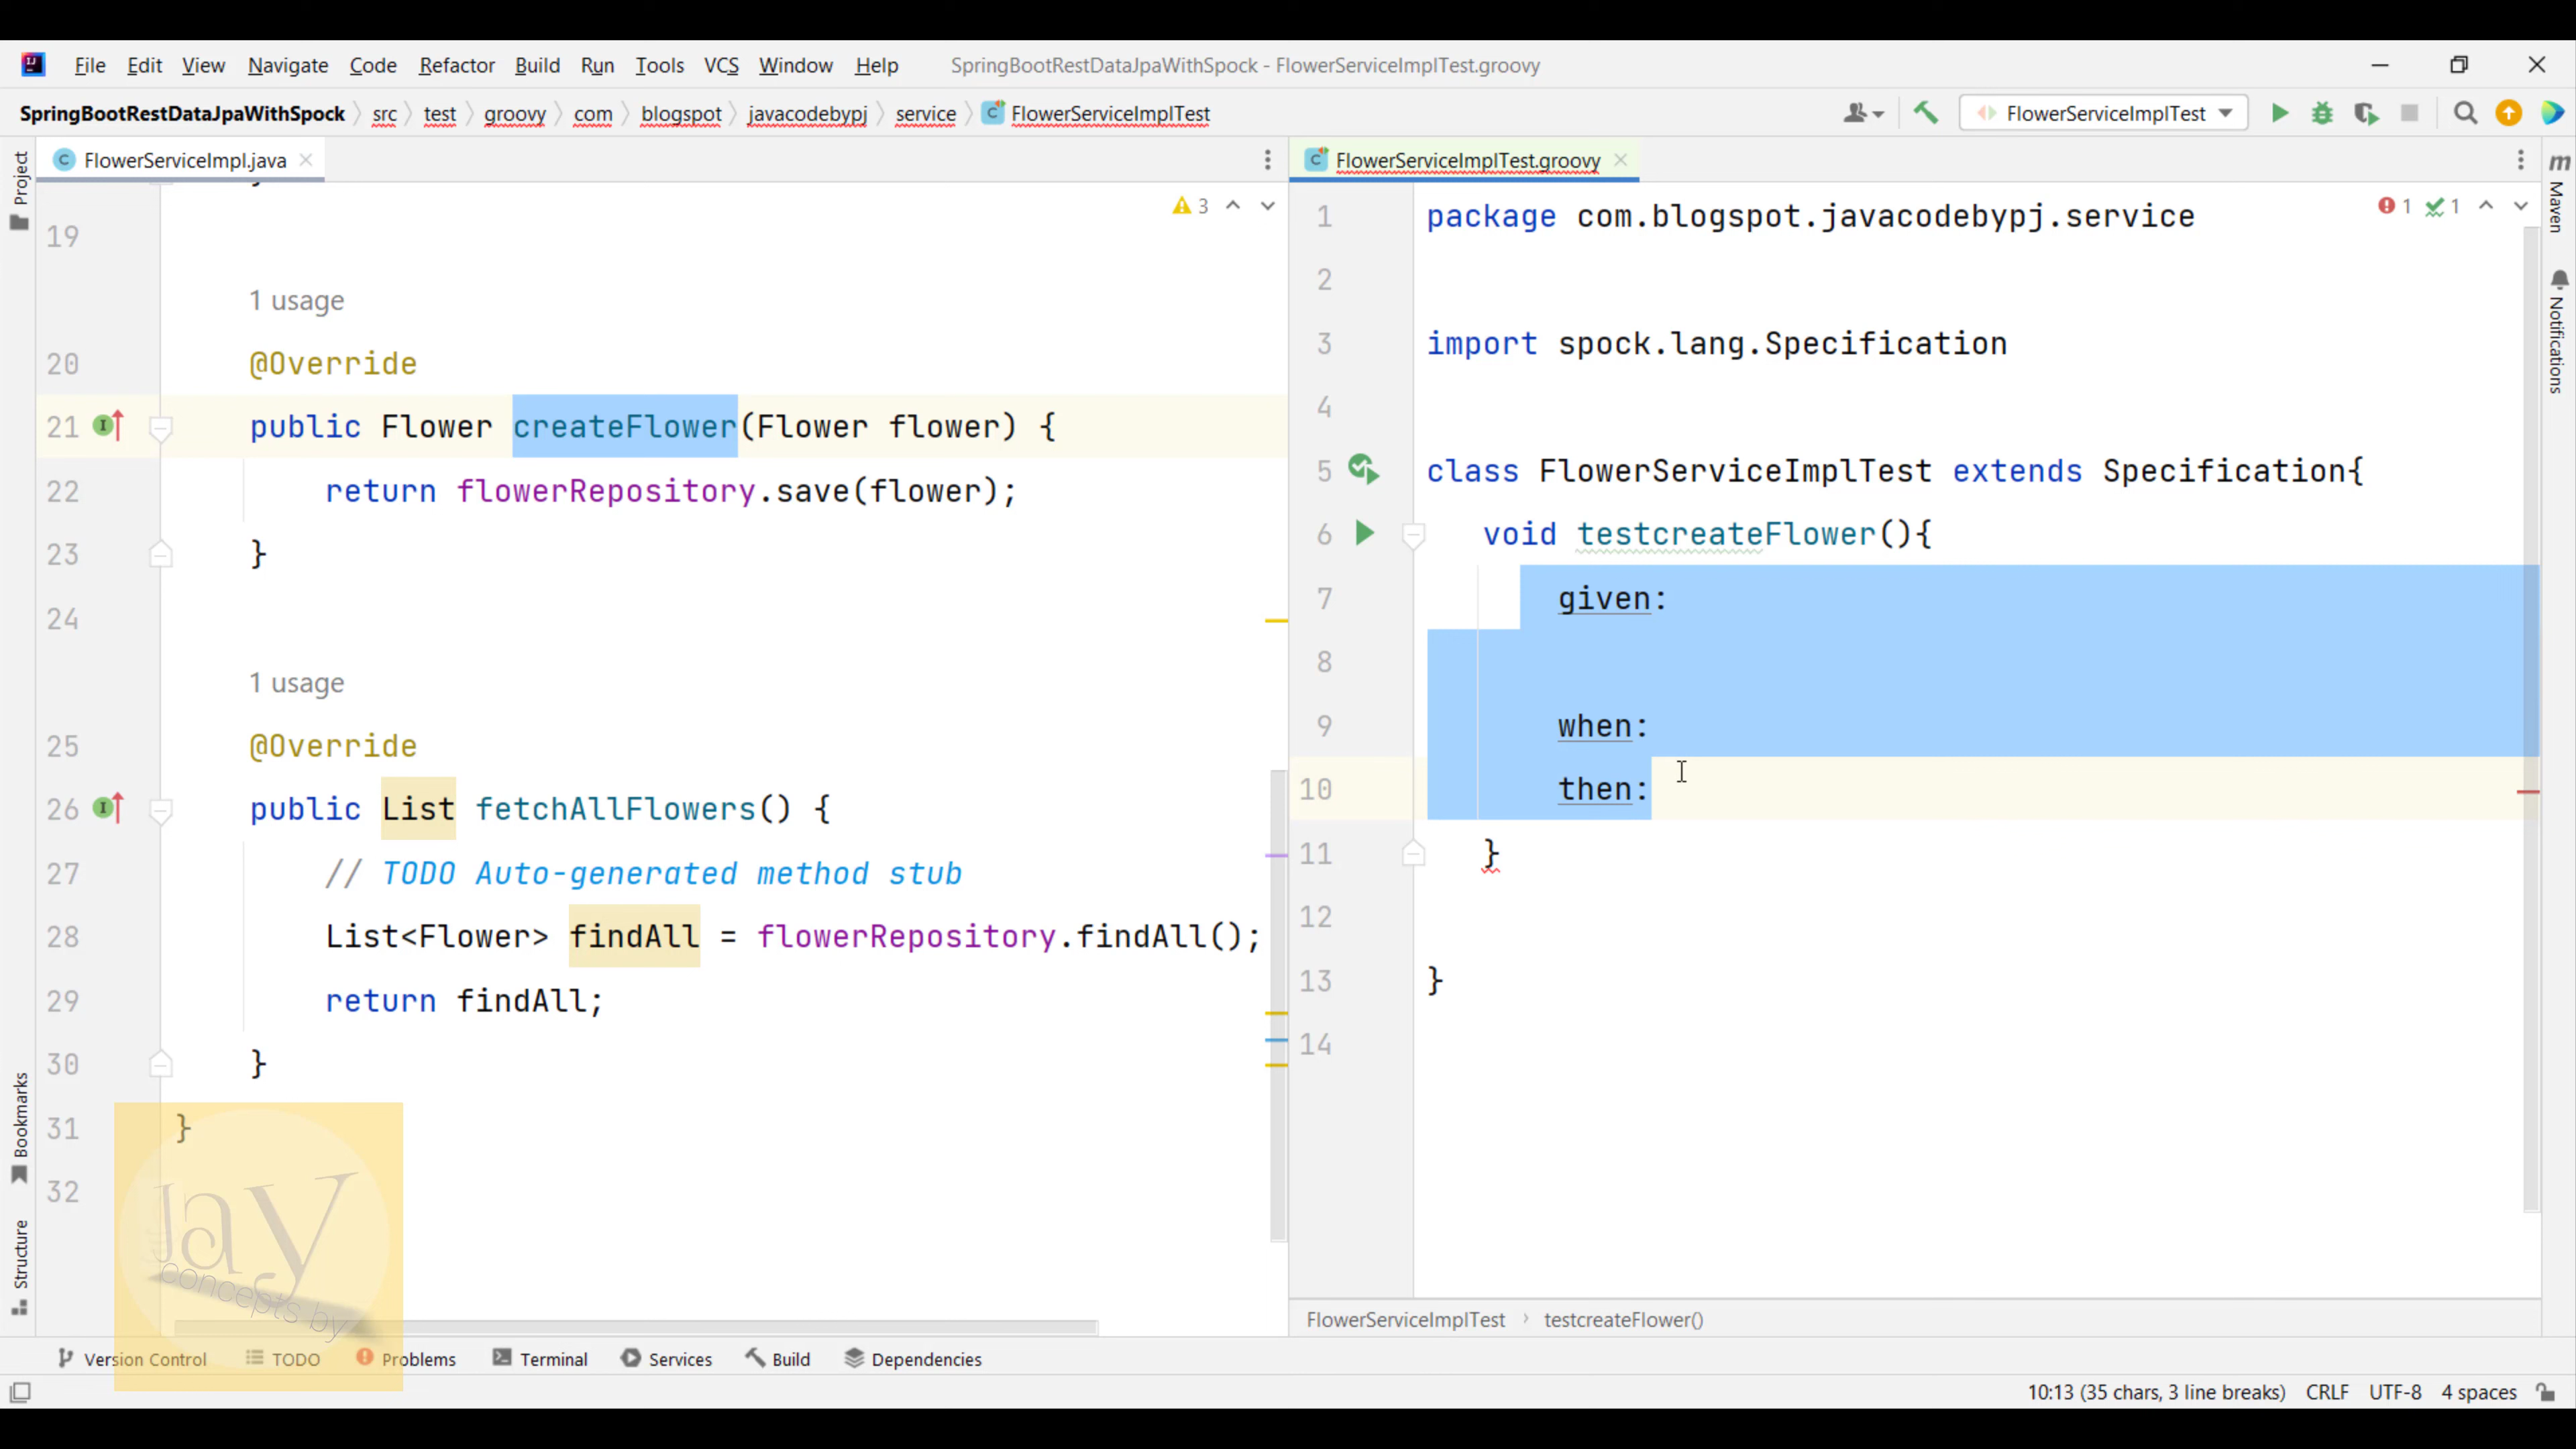 File Edit View Navigate Code Refactor Build Run Tools VCS Window Help SpringBootRestDataJpaWithSpock - FlowerServiceImplTest.groovy
SpringBootRestDataJpaWithSpock src test groovy com blogspot javacodebypj service FlowerServiceImplTest FlowerServiceImplTest
Project
FlowerServiceImpl.java
3
19
1 usage
20 @Override
21 public Flower createFlower(Flower flower) {
22 return flowerRepository.save(flower);
23 }
24
1 usage
25 @Override
26 public List fetchAllFlowers() {
27 // TODO Auto-generated method stub
28 List<Flower> findAll = flowerRepository.findAll();
29 return findAll;
30 }
31 }
32
Jay
concepts by
FlowerServiceImplTest.groovy
1 1
1 package com.blogspot.javacodebypj.service
2
3 import spock.lang.Specification
4
5 class FlowerServiceImplTest extends Specification{
6 void testcreateFlower(){
7 given:
8
9 when:
10 then:
11 }
12
13 }
14
FlowerServiceImplTest testcreateFlower()
Maven
Notifications
Bookmarks
Structure
Version Control TODO Problems Terminal Services Build Dependencies
10:13 (35 chars, 3 line breaks) CRLF UTF-8 4 spaces